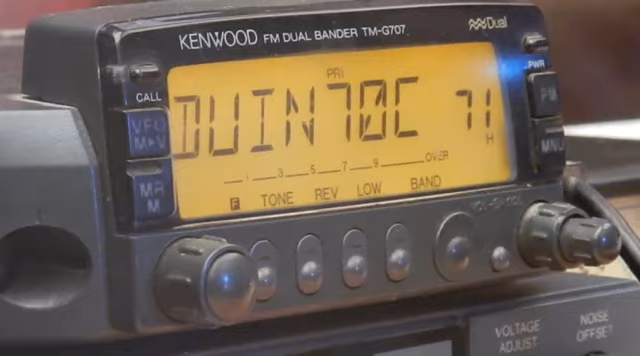 KENWOOD FM DUAL BANDER TM-G707
Dual
PWR
CALL
PRI
VFO
M►V
DUIN70C 71
PM
H
MNU
1 3 5 7 9 OVER
MR
M
F TONE REV LOW BAND
VOLTAGE
ADJUST
NOISE
OFFSET